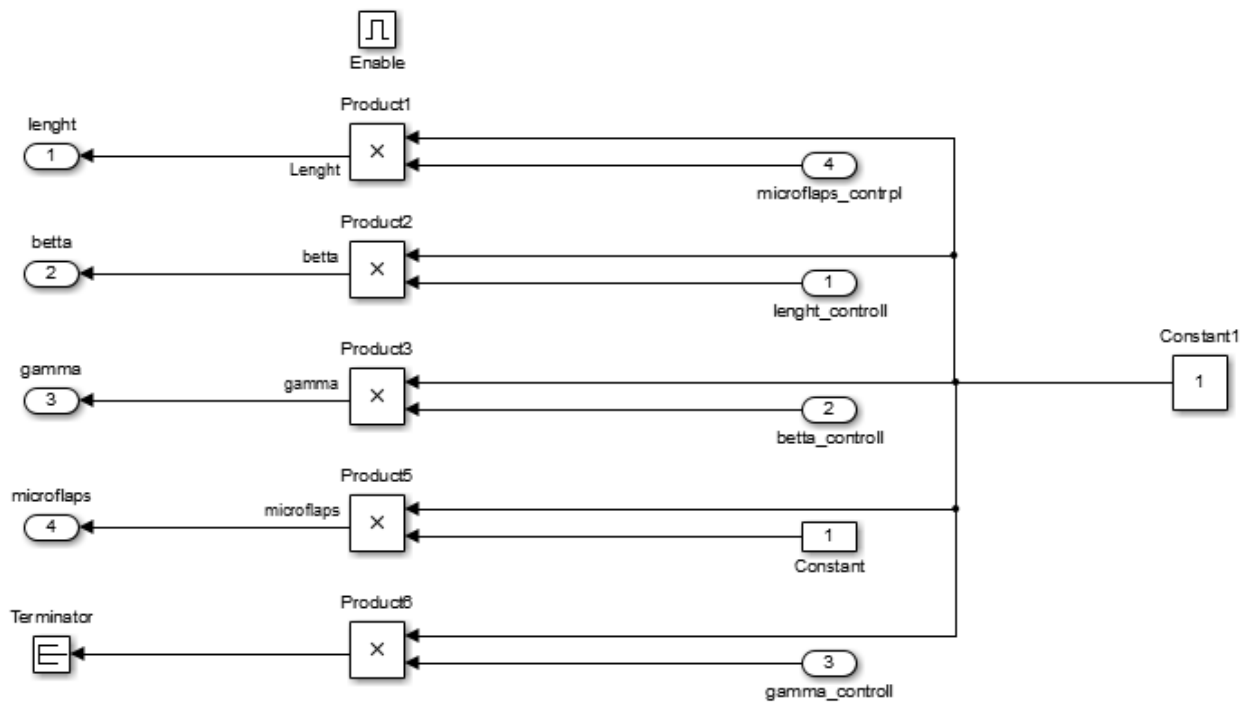 Enable
Product1
lenght
1
Lenght
4
microflaps_contrpl
Product2
betta
2
betta
1
lenght_controll
Product3
Constant1
gamma
3
gamma
1
2
betta_controll
Product5
microflaps
4
microflaps
1
Constant
Product6
Terminator
3
gamma_controll